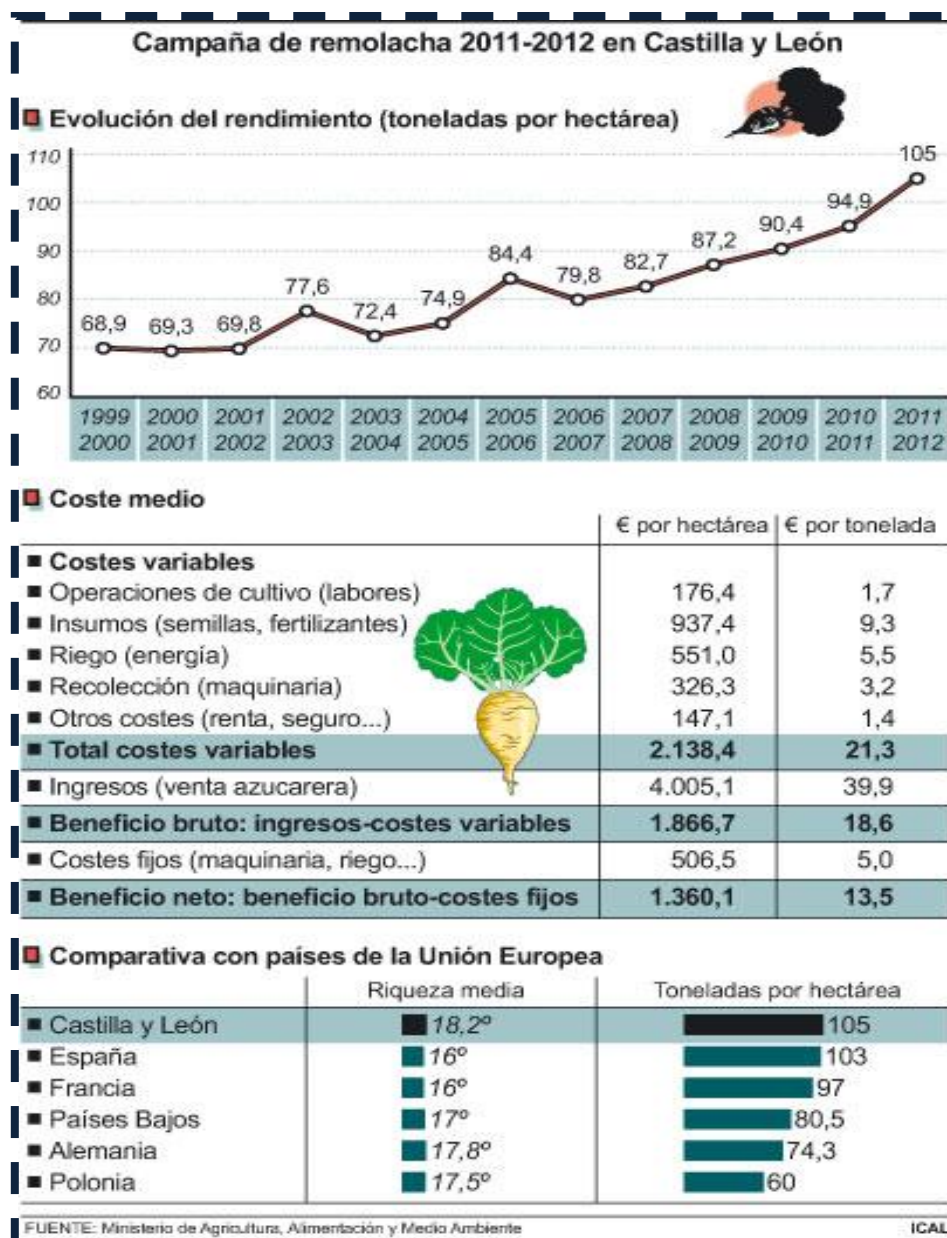 Campaña de remolacha 2011-2012 en Castilla y León
Evolución del rendimiento (toneladas por hectárea)
110
100
90
80
70
60
68,9 69,3 69,8 77,6 72,4 74,9 84,4 79,8 82,7 87,2 90,4 94,9 105
1999 2000 2001 2002 2003 2004 2005 2006 2007 2008 2009 2010 2011
2000 2001 2002 2003 2004 2005 2006 2007 2008 2009 2010 2011 2012
Coste medio
€ por hectárea € por tonelada
Costes variables
Operaciones de cultivo (labores) 176,4 1,7
Insumos (semillas, fertilizantes) 937,4 9,3
Riego (energía) 551,0 5,5
Recolección (maquinaria) 326,3 3,2
Otros costes (renta, seguro...) 147,1 1,4
Total costes variables 2.138,4 21,3
Ingresos (venta azucarera) 4.005,1 39,9
Beneficio bruto: ingresos-costes variables 1.866,7 18,6
Costes fijos (maquinaria, riego...) 506,5 5,0
Beneficio neto: beneficio bruto-costes fijos 1.360,1 13,5
Comparativa con países de la Unión Europea
Riqueza media Toneladas por hectárea
Castilla y León 18,2º 105
España 16º 103
Francia 16º 97
Países Bajos 17º 80,5
Alemania 17,8º 74,3
Polonia 17,5º 60
FUENTE: Ministerio de Agricultura, Alimentación y Medio Ambiente ICAL